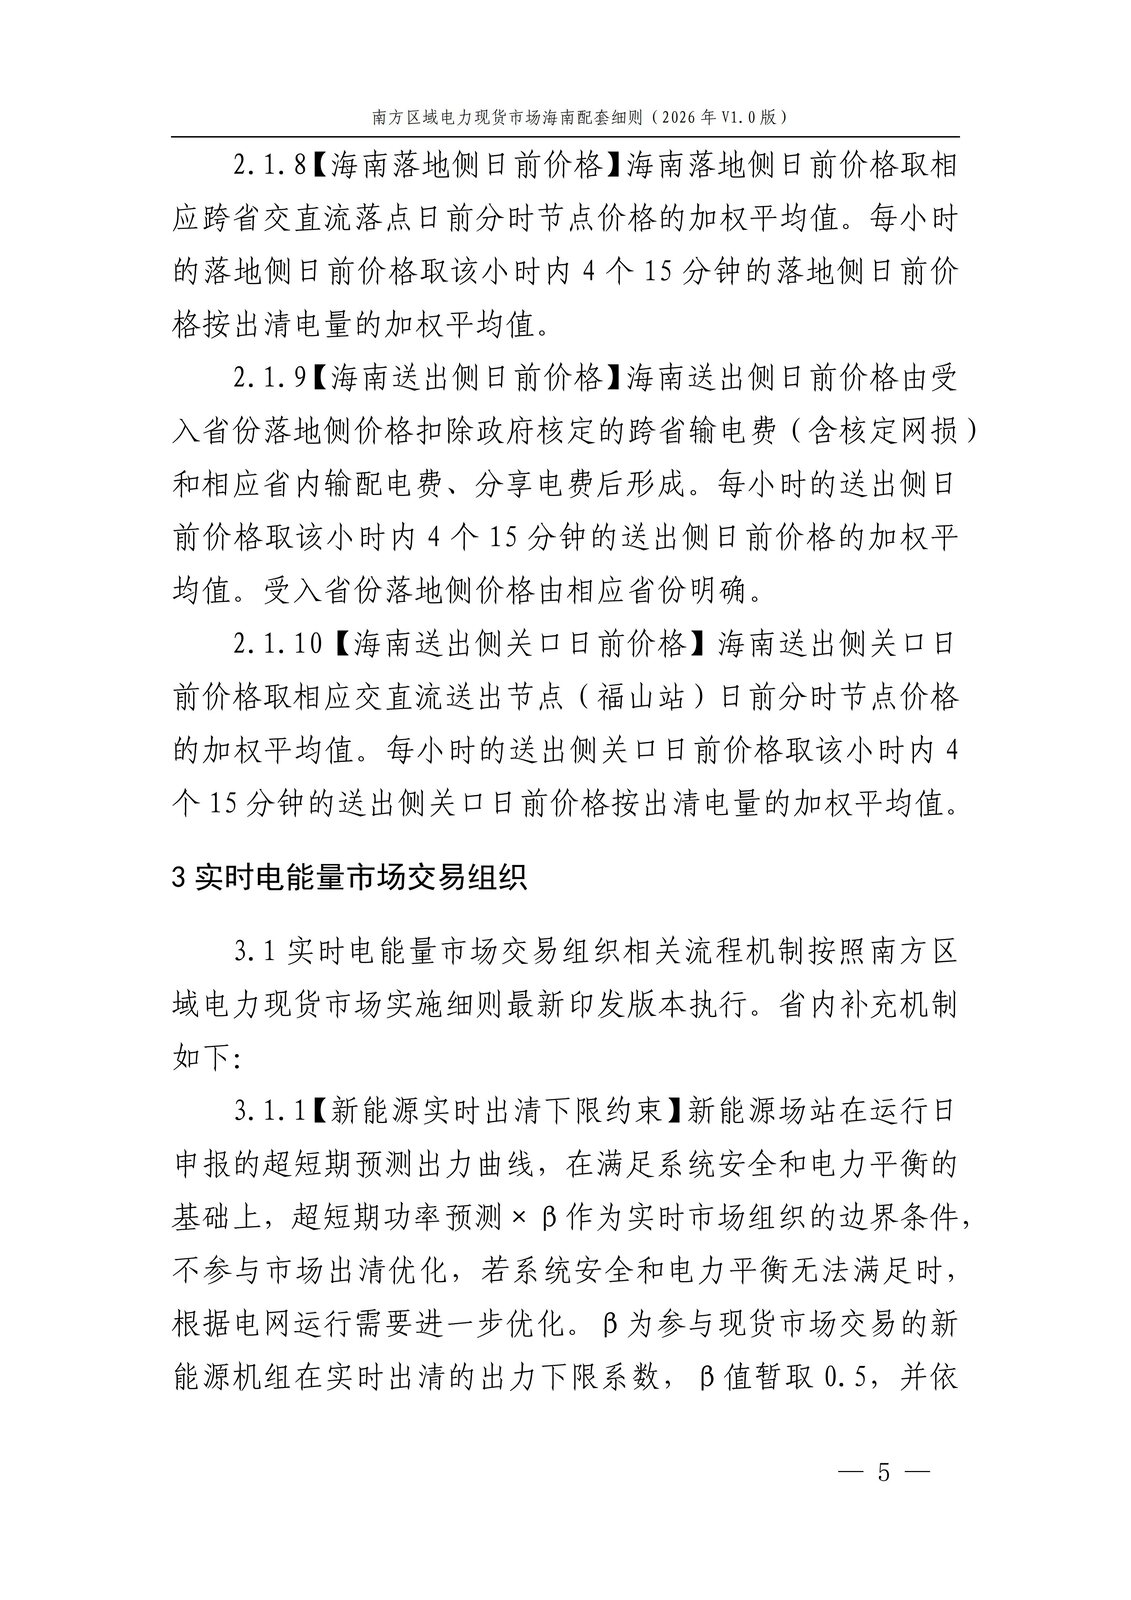 南方区域电力现货市场海南配套细则（2026 年 V1.0 版）
2.1.8【海南落地侧日前价格】海南落地侧日前价格取相
应跨省交直流落点日前分时节点价格的加权平均值。每小时
的落地侧日前价格取该小时内 4 个 15 分钟的落地侧日前价
格按出清电量的加权平均值。
2.1.9【海南送出侧日前价格】海南送出侧日前价格由受
入省份落地侧价格扣除政府核定的跨省输电费（含核定网损）
和相应省内输配电费、分享电费后形成。每小时的送出侧日
前价格取该小时内 4 个 15 分钟的送出侧日前价格的加权平
均值。受入省份落地侧价格由相应省份明确。
2.1.10【海南送出侧关口日前价格】海南送出侧关口日
前价格取相应交直流送出节点（福山站）日前分时节点价格
的加权平均值。每小时的送出侧关口日前价格取该小时内 4
个 15 分钟的送出侧关口日前价格按出清电量的加权平均值。
3 实时电能量市场交易组织
3.1 实时电能量市场交易组织相关流程机制按照南方区
域电力现货市场实施细则最新印发版本执行。省内补充机制
如下：
3.1.1【新能源实时出清下限约束】新能源场站在运行日
申报的超短期预测出力曲线，在满足系统安全和电力平衡的
基础上，超短期功率预测× β作为实时市场组织的边界条件，
不参与市场出清优化，若系统安全和电力平衡无法满足时，
根据电网运行需要进一步优化。β为参与现货市场交易的新
能源机组在实时出清的出力下限系数，β值暂取 0.5，并依
— 5 —